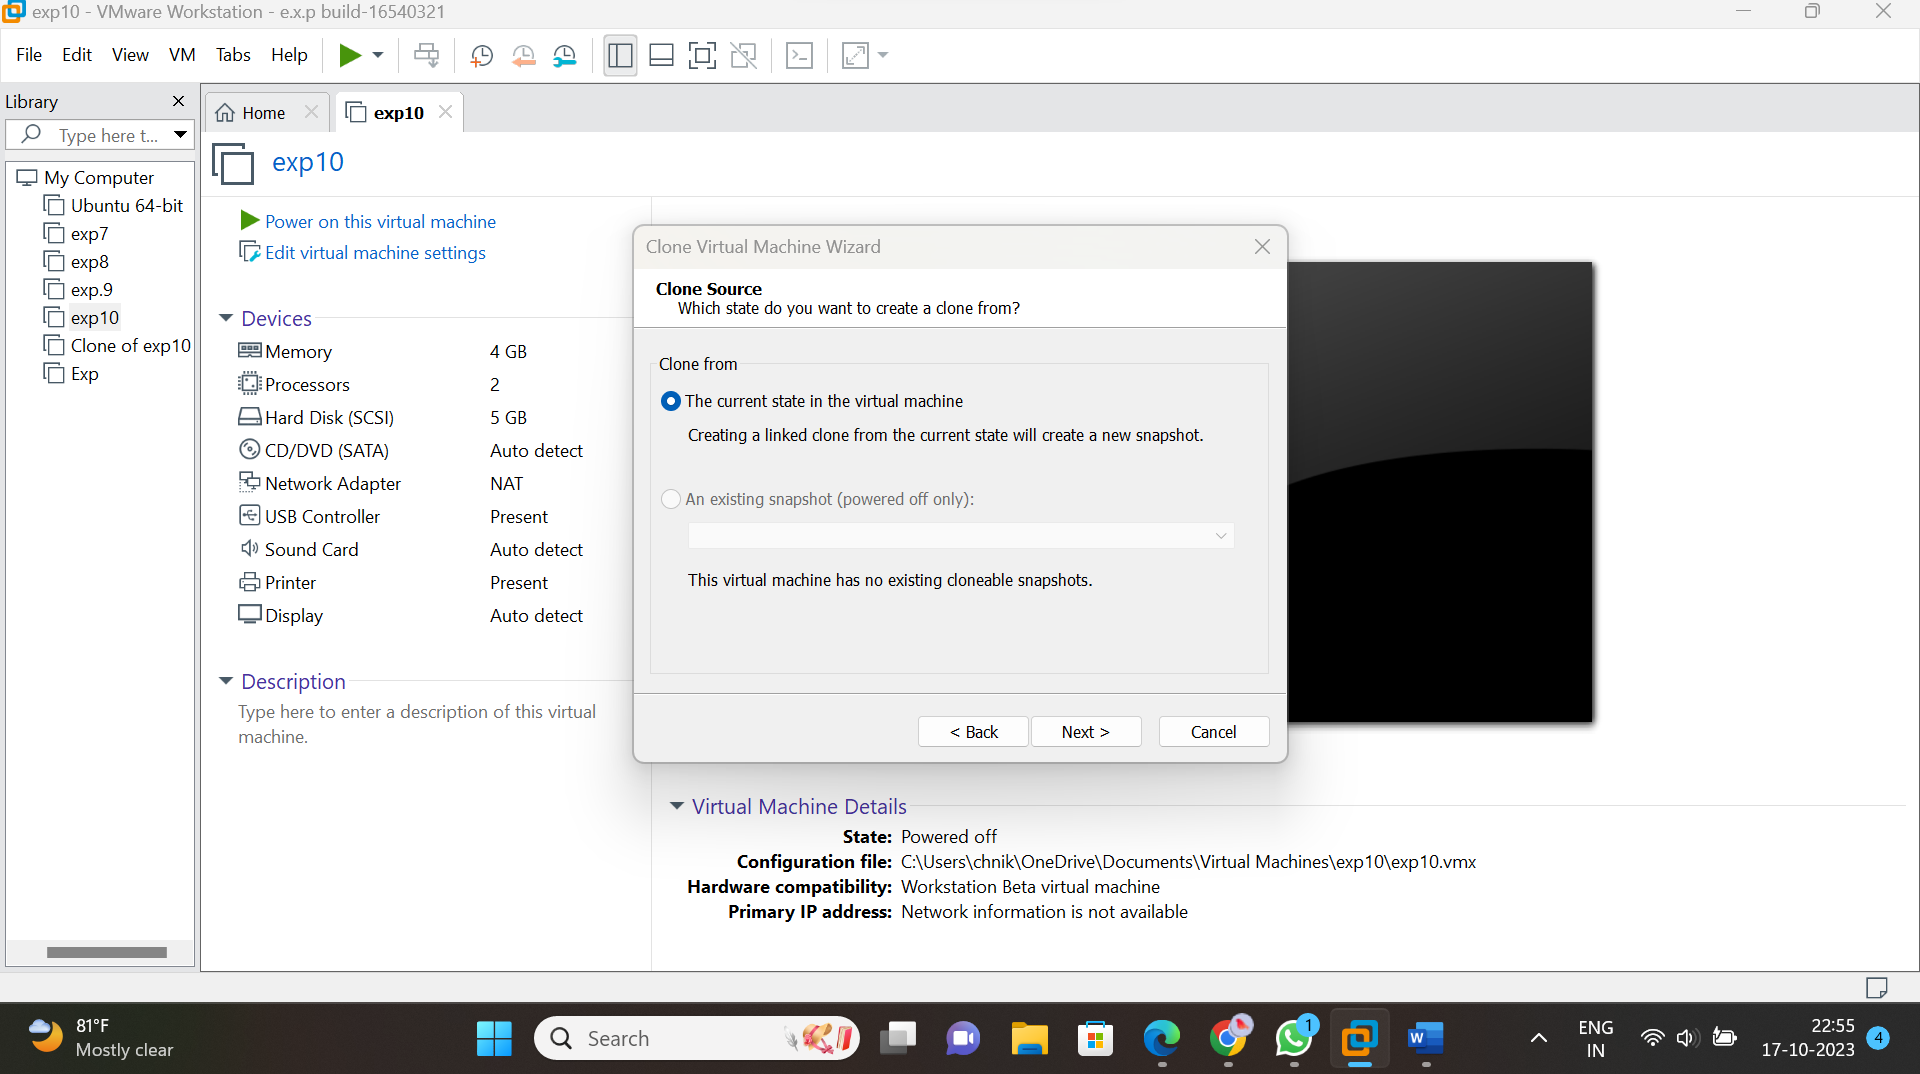 exp10 - VMware Workstation - e.x.p build-16540321
File Edit View VM Tabs Help
Library
Type here t...
My Computer
Ubuntu 64-bit
exp7
exp8
exp.9
exp10
Clone of exp10
Exp
Home
exp10
exp10
Power on this virtual machine
Edit virtual machine settings
Devices
Memory 4 GB
Processors 2
Hard Disk (SCSI) 5 GB
CD/DVD (SATA) Auto detect
Network Adapter NAT
USB Controller Present
Sound Card Auto detect
Printer Present
Display Auto detect
Description
Type here to enter a description of this virtual
machine.
Clone Virtual Machine Wizard
Clone Source
Which state do you want to create a clone from?
Clone from
The current state in the virtual machine
Creating a linked clone from the current state will create a new snapshot.
An existing snapshot (powered off only):
This virtual machine has no existing cloneable snapshots.
< Back Next > Cancel
Virtual Machine Details
State: Powered off
Configuration file: C:\Users\chnik\OneDrive\Documents\Virtual Machines\exp10\exp10.vmx
Hardware compatibility: Workstation Beta virtual machine
Primary IP address: Network information is not available
81°F
Mostly clear
Search
1
W
ENG
IN
22:55
17-10-2023
4